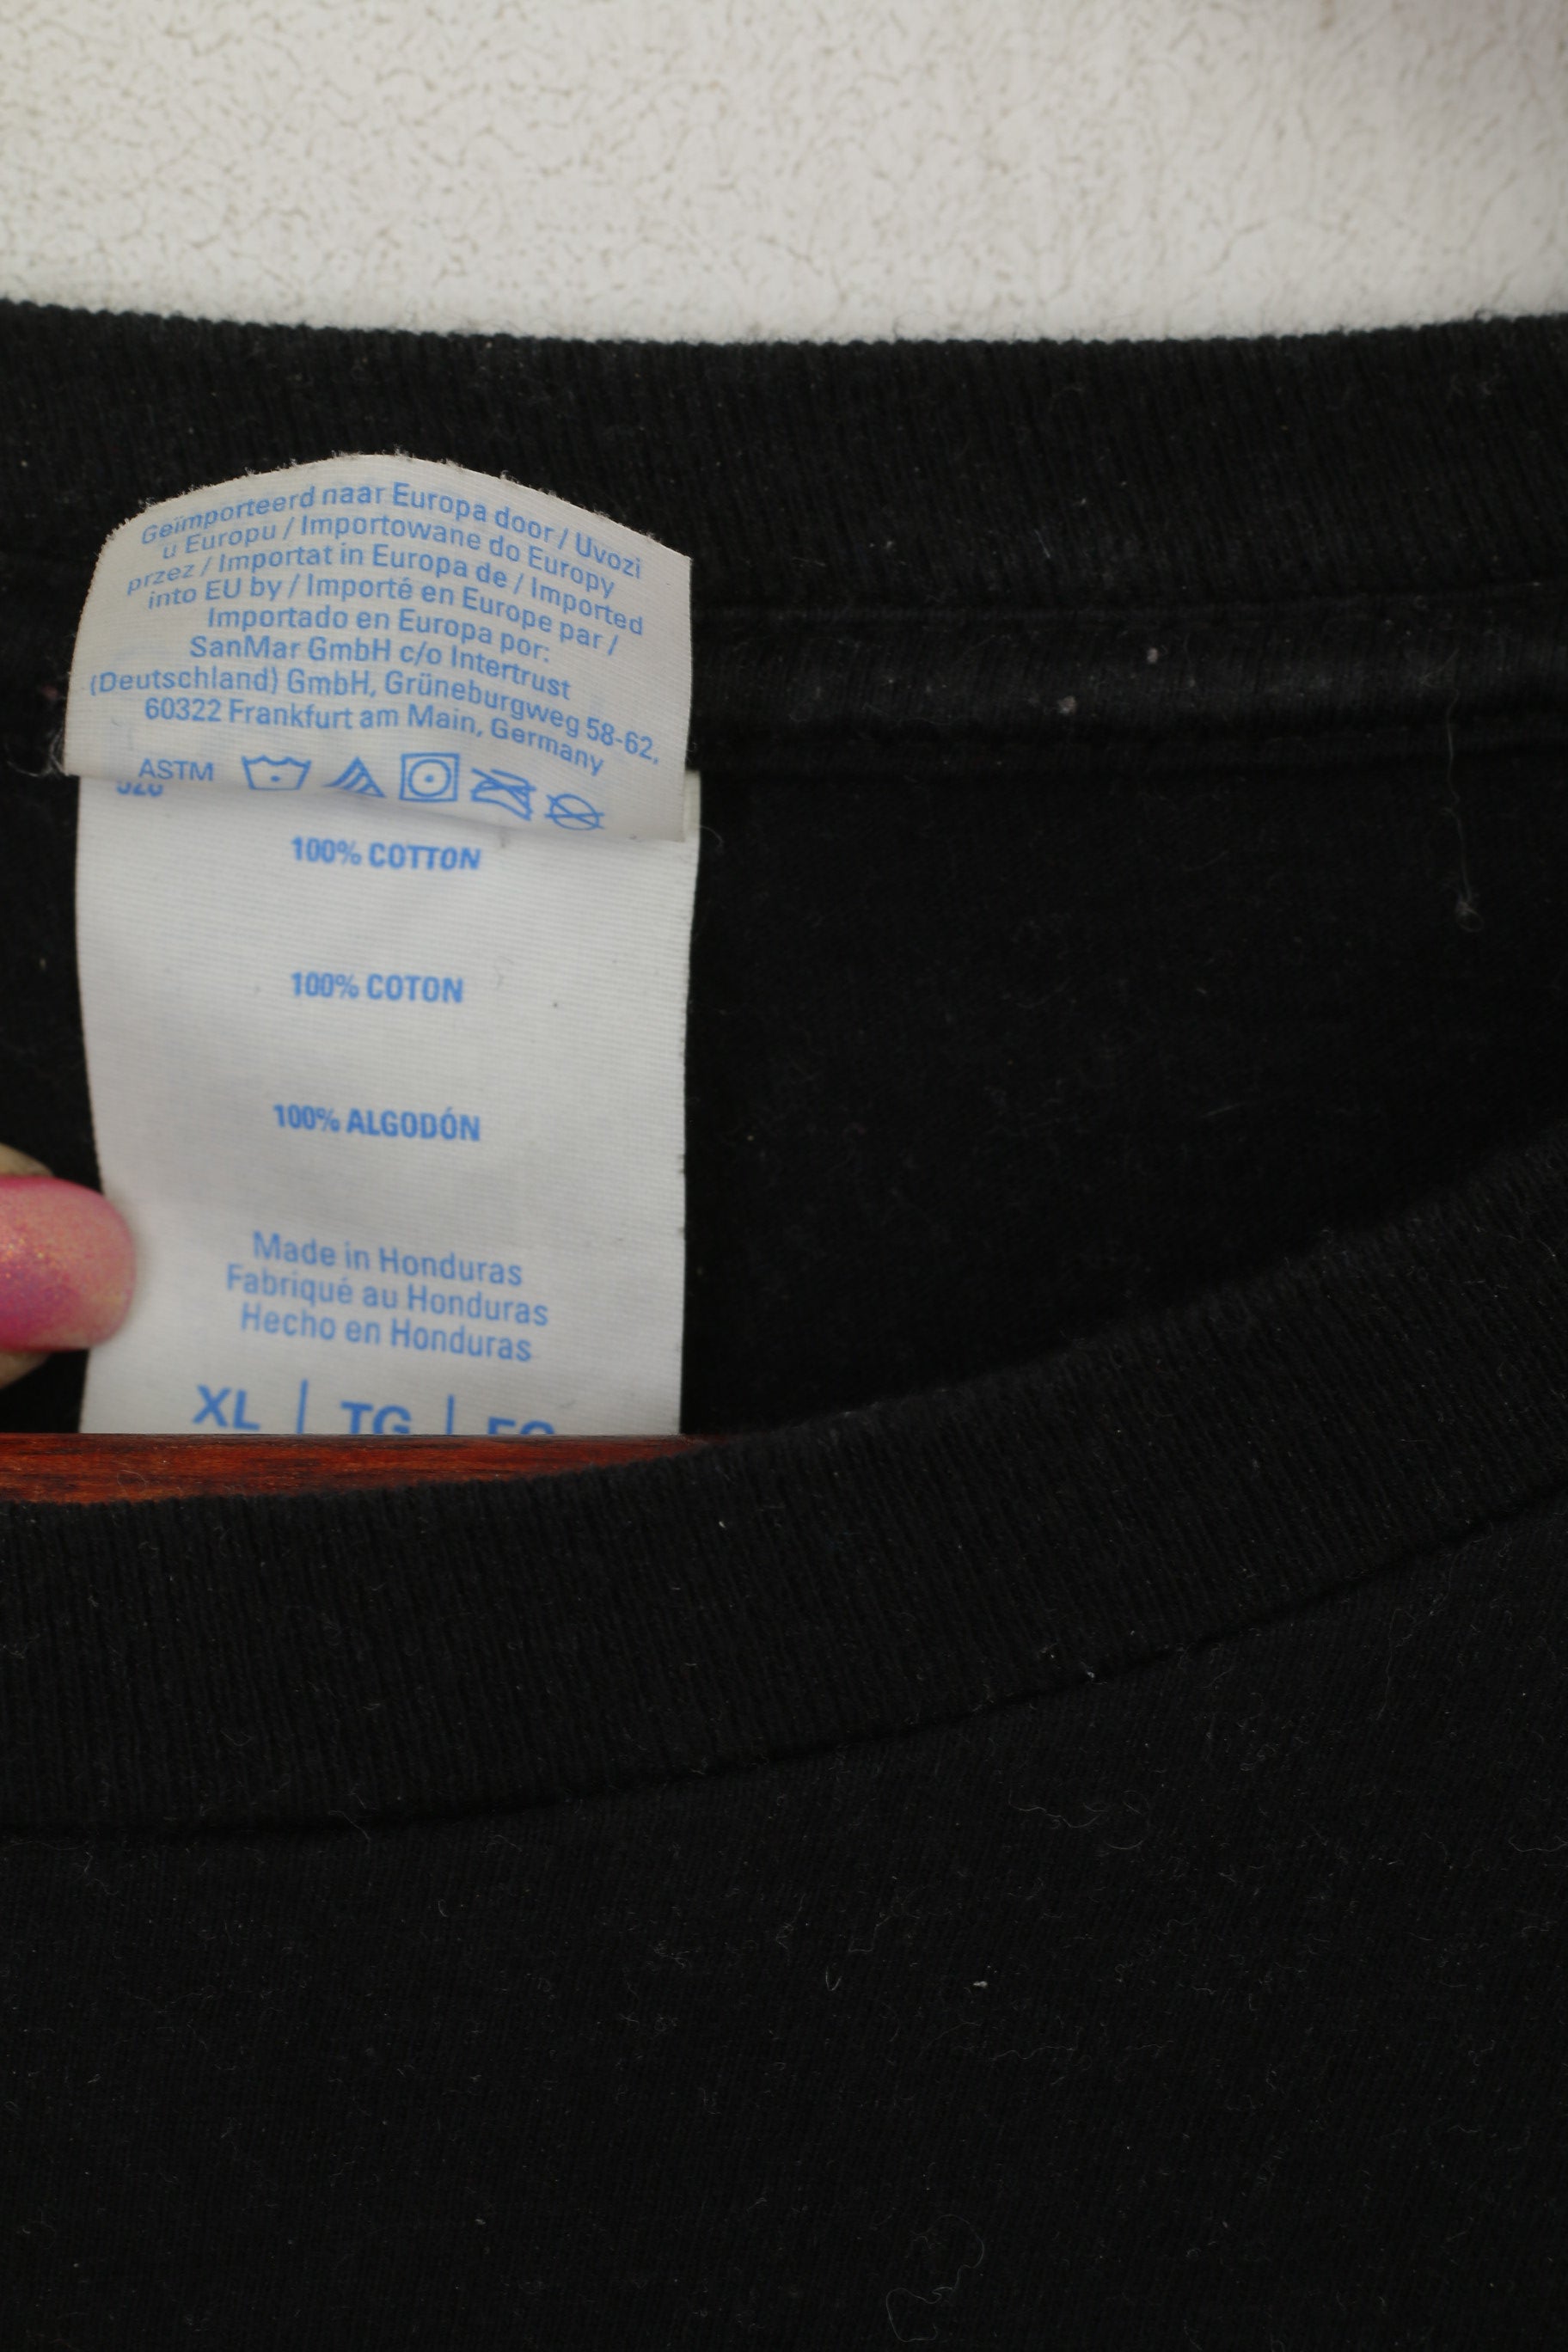 Geïmporteerd naar Europa door / Uvozi
u Europu / Importowane do Europy
przez / Importat in Europa de / Imported
into EU by / Importé en Europe par /
Importado en Europa por:
SanMar GmbH c/o Intertrust
(Deutschland) GmbH, Grüneburgweg 58-62,
60322 Frankfurt am Main, Germany
ASTM
100% COTTON
100% COTON
100% ALGODÓN
Made in Honduras
Fabriqué au Honduras
Hecho en Honduras
XL | TG |